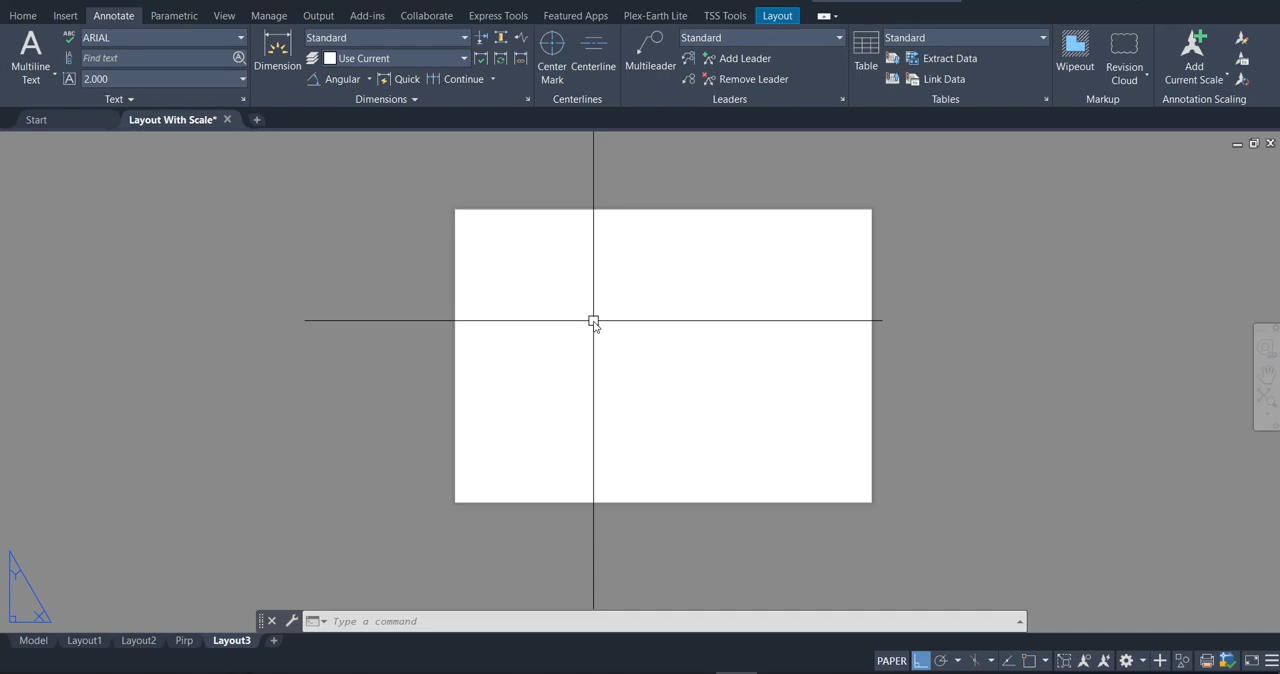 Home Insert Annotate Parametric View Manage Output Add-ins Collaborate Express Tools Featured Apps Plex-Earth Lite TSS Tools Layout
Multiline Text
ARIAL
Find text
2.000
Text
Dimension
Standard
Use Current
Angular Quick Continue
Dimensions
Center Mark
Centerline
Centerlines
Multileader
Standard
Add Leader
Remove Leader
Leaders
Table
Standard
Extract Data
Link Data
Tables
Wipeout
Revision Cloud
Markup
Add Current Scale
Annotation Scaling
Start Layout With Scale*
Y
X
Type a command
Model Layout1 Layout2 Pirp Layout3
PAPER